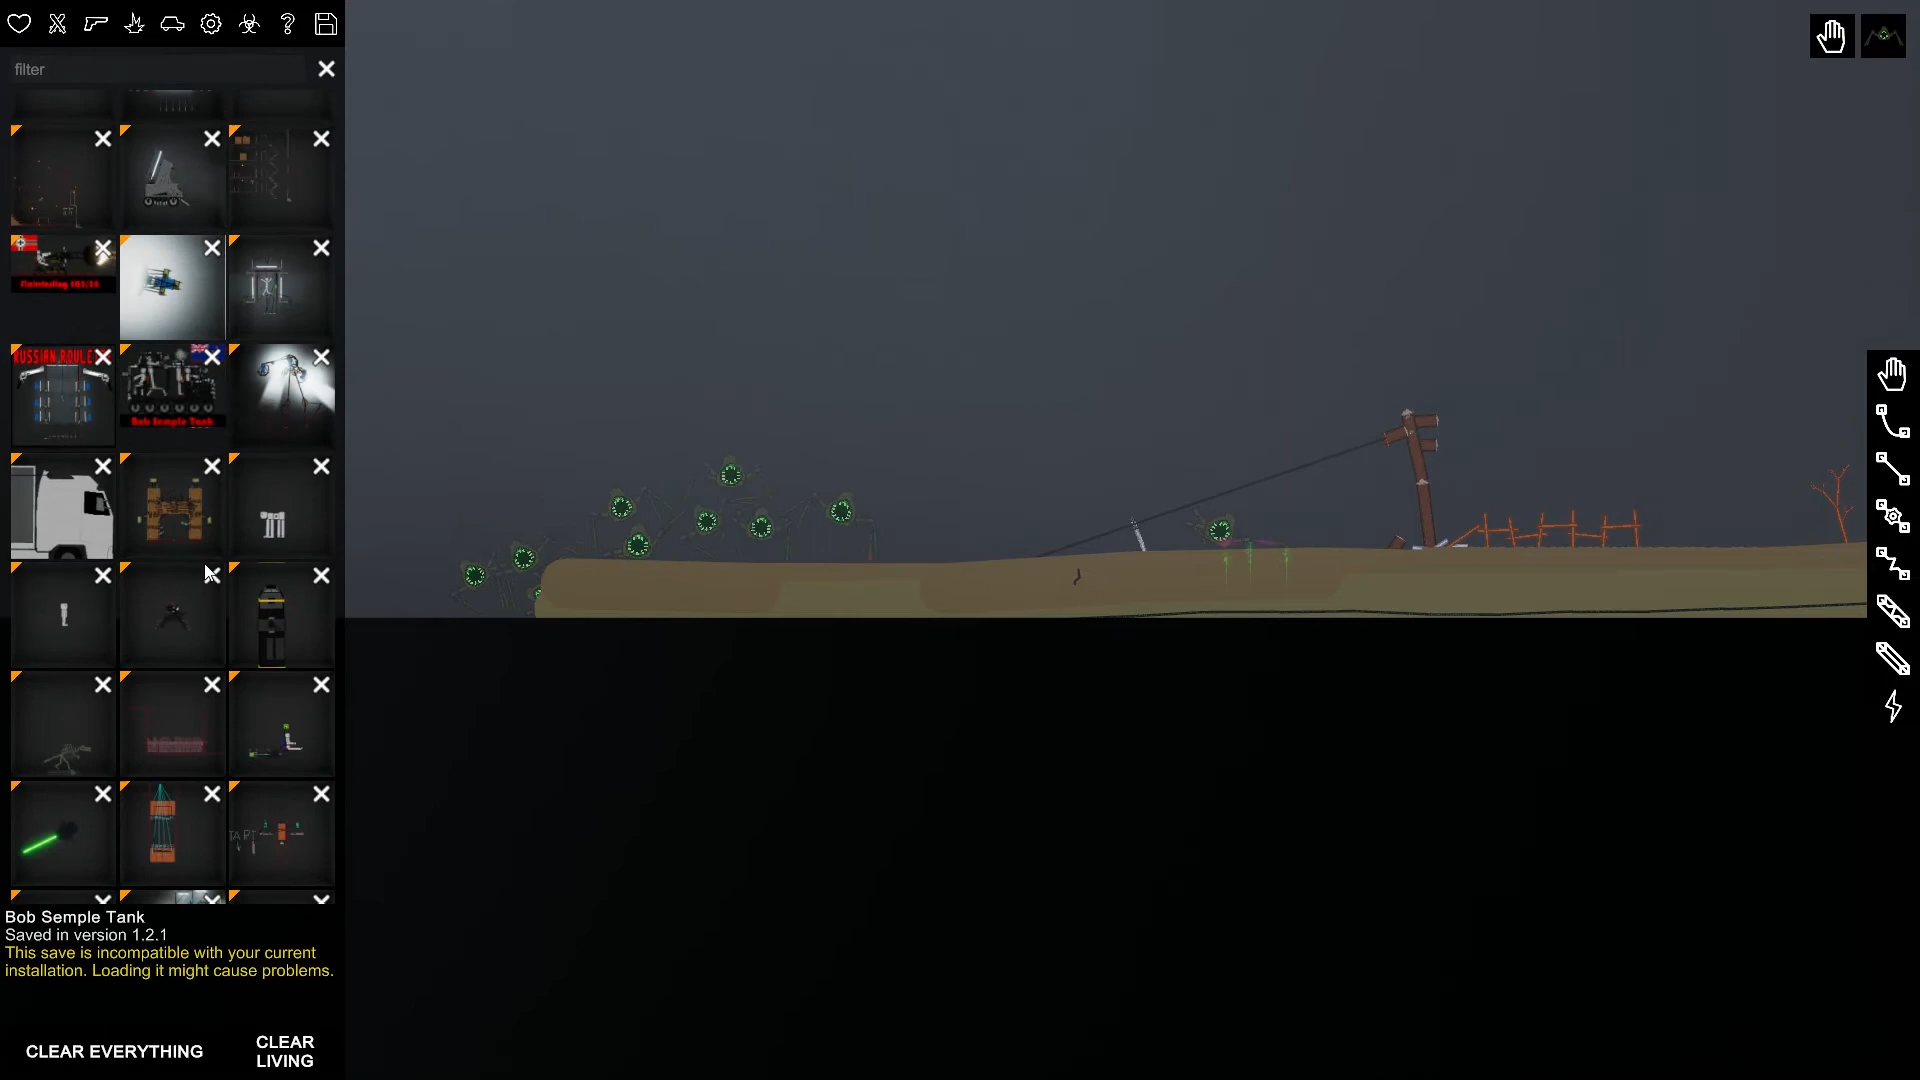 filter
RUSSIAN ROULE
Bob Semple Tank
TART
Bob Semple Tank
Saved in version 1.2.1
This save is incompatible with your current
installation. Loading it might cause problems.
CLEAR EVERYTHING
CLEAR
LIVING